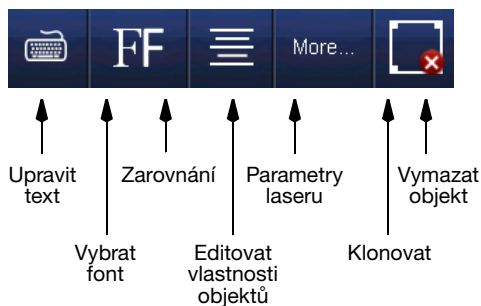 FF
More...
Upravit
text
Zarovnání
Parametry
laseru
Vymazat
objekt
Vybrat
font
Editovat
vlastnosti
objektů
Klonovat